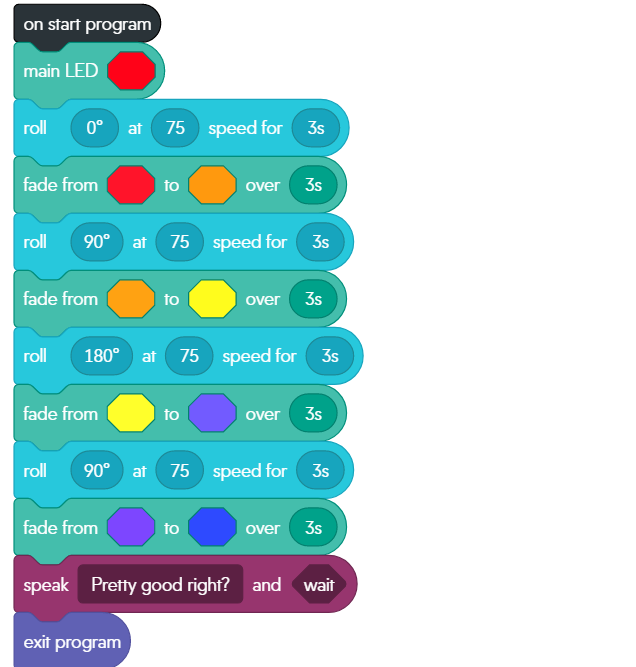 on start program
main LED
roll 0° at 75 speed for 3s
fade from to over 3s
roll 90° at 75 speed for 3s
fade from to over 3s
roll 180° at 75 speed for 3s
fade from to over 3s
roll 90° at 75 speed for 3s
fade from to over 3s
speak Pretty good right? and wait
exit program